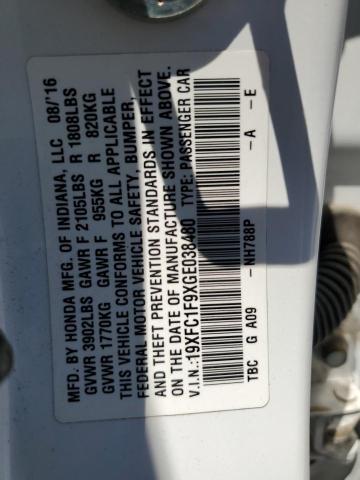 MFD. BY HONDA MFG. OF INDIANA, LLC 08/'16
GVWR 3902LBS GAWR F 2105LBS R 1808LBS
GVWR 1770KG GAWR F 955KG R 820KG
THIS VEHICLE CONFORMS TO ALL APPLICABLE
FEDERAL MOTOR VEHICLE SAFETY, BUMPER,
AND THEFT PREVENTION STANDARDS IN EFFECT
ON THE DATE OF MANUFACTURE SHOWN ABOVE.
V.I.N.:19XFC1F9XGE038480 TYPE: PASSENGER CAR
TBC G A09 -NH788P -A -E